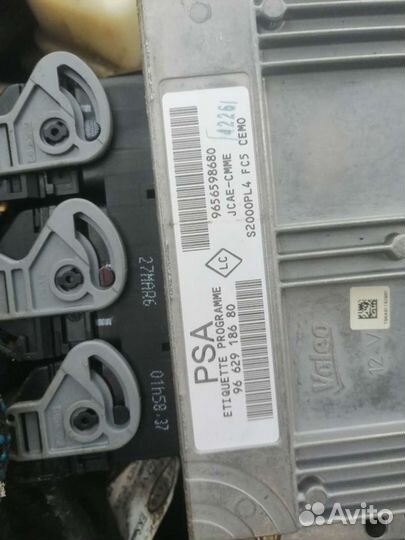 PSA
ETIQUETTE PROGRAMME
96 629 186 80
LC
9656598680
4226
JCAE-CMME
S2000PL4 FC5 CEMO
27MAR6
01h58:37
Valeo
12 V
Avito